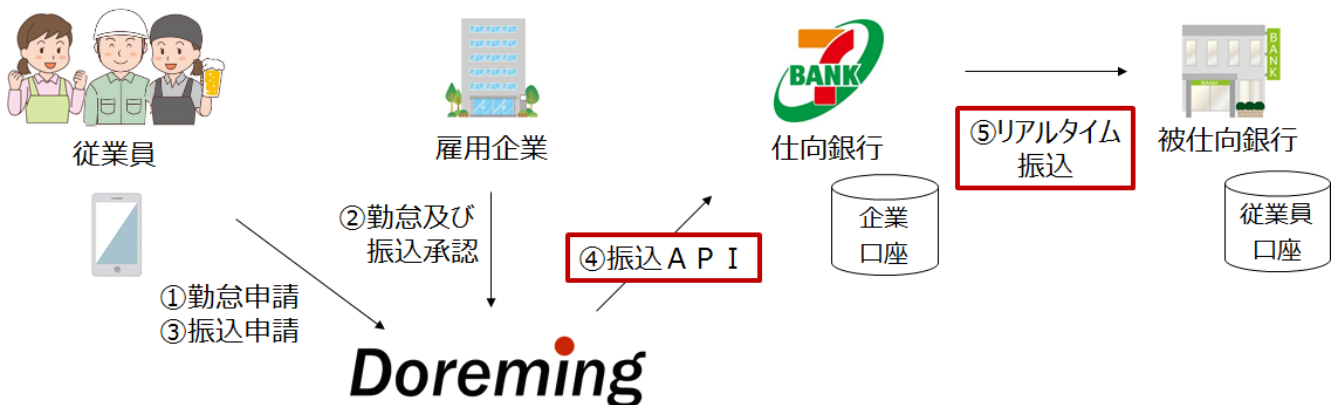 7
BANK
BANK
BANK
従業員
雇用企業
仕向銀行
⑤リアルタイム
振込
被仕向銀行
②勤怠及び
振込承認
④振込ＡＰＩ
企業
口座
従業員
口座
①勤怠申請
③振込申請
Doreming